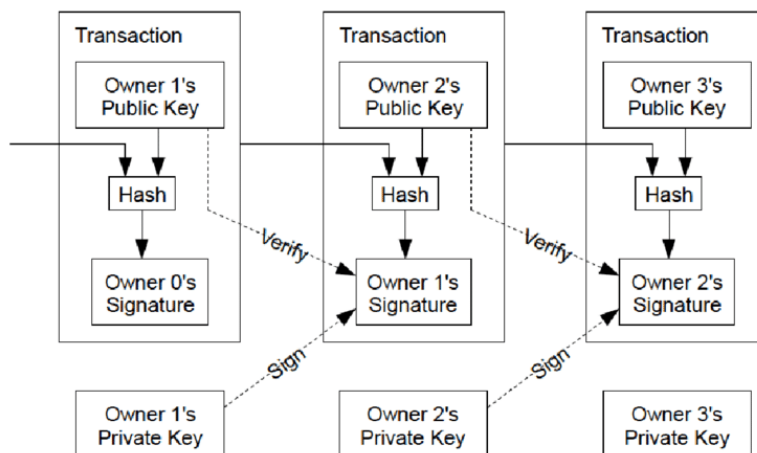 Transaction
Transaction
Transaction
Owner 1's
Public Key
Owner 2's
Public Key
Owner 3's
Public Key
Hash
Hash
Hash
Verify
Verify
Owner 0's
Signature
Owner 1's
Signature
Owner 2's
Signature
Sign
Sign
Owner 1's
Private Key
Owner 2's
Private Key
Owner 3's
Private Key